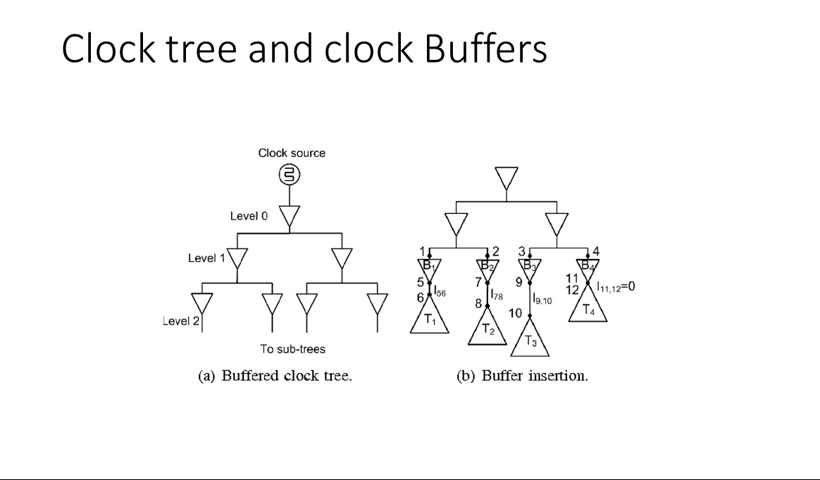 Clock tree and clock Buffers
Clock source
Level 0
Level 1
Level 2
To sub-trees
(a) Buffered clock tree.
1 2 3 4
B1 B2 B3 B4
5 7 9 11
6 l56 8 l78 l9,10 12 l11,12=0
10
T1 T2 T3 T4
(b) Buffer insertion.